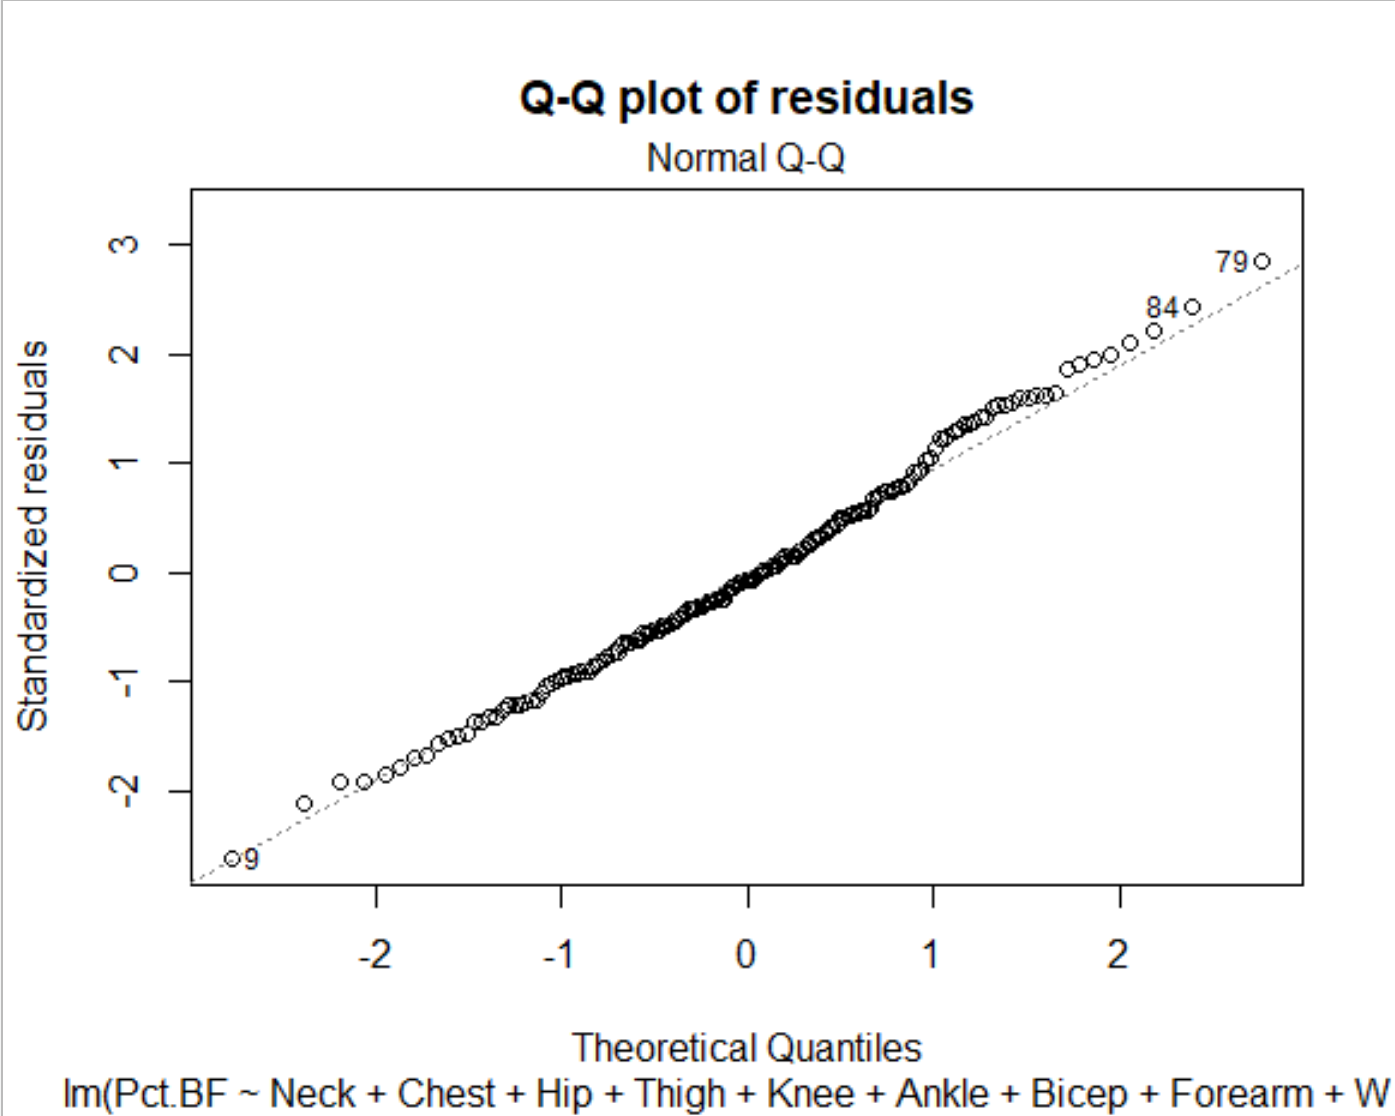 Q-Q plot of residuals
Normal Q-Q
Standardized residuals
3
2
1
0
-1
-2
79
84
9
-2 -1 0 1 2
Theoretical Quantiles
lm(Pct.BF ~ Neck + Chest + Hip + Thigh + Knee + Ankle + Bicep + Forearm + W